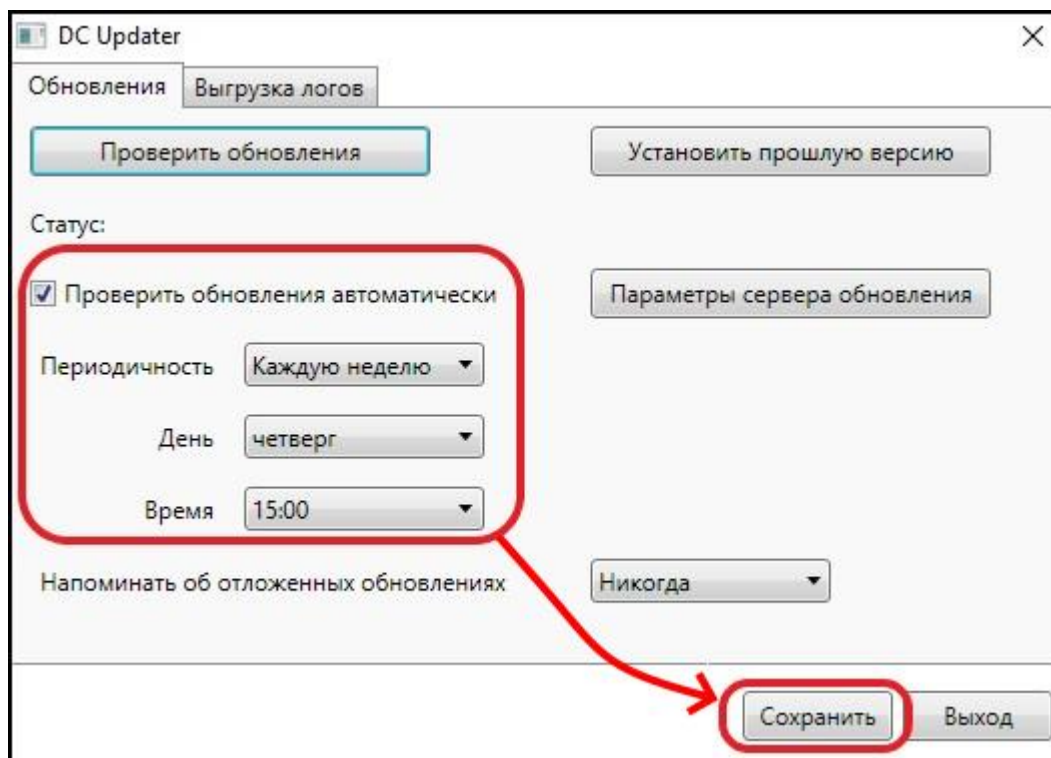 DC Updater
Обновления
Выгрузка логов
Проверить обновления
Установить прошлую версию
Статус:
Проверить обновления автоматически
Параметры сервера обновления
Периодичность
Каждую неделю
День
четверг
Время
15:00
Напоминать об отложенных обновлениях
Никогда
Сохранить
Выход